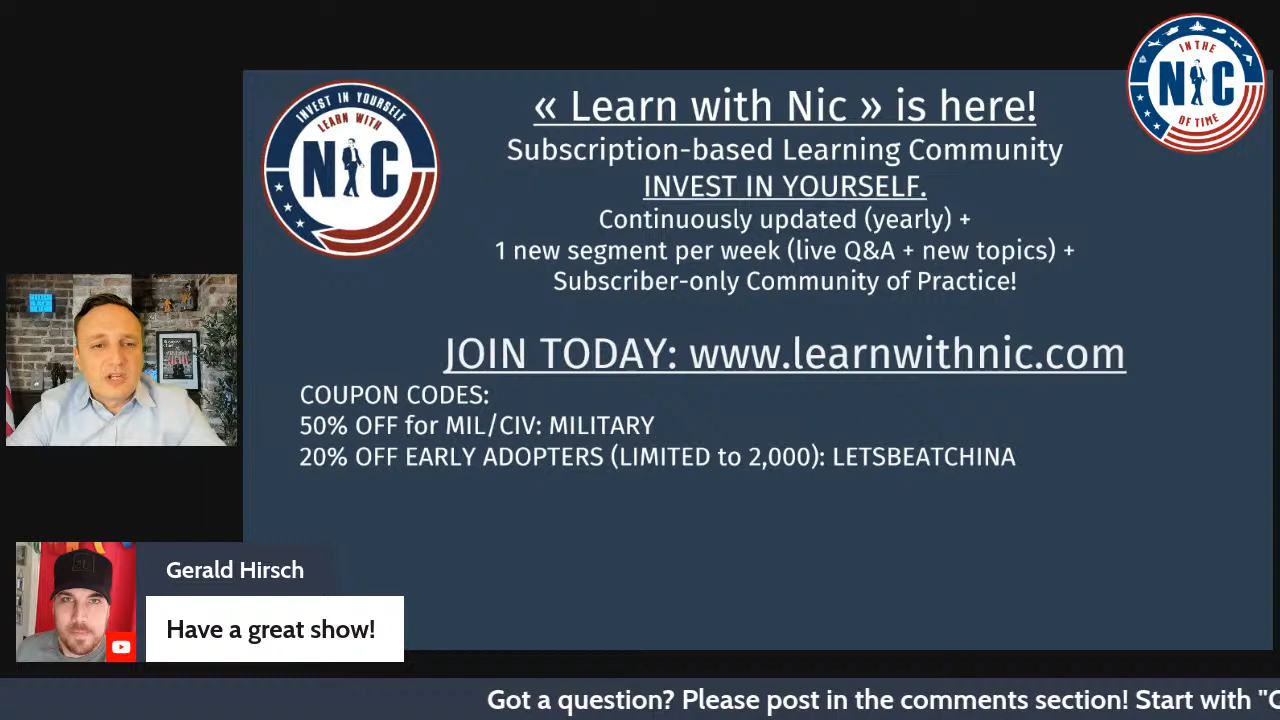 IN THE
NIC
OF TIME
INVEST IN YOURSELF
LEARN WITH
NIC
« Learn with Nic » is here!
Subscription-based Learning Community
INVEST IN YOURSELF.
Continuously updated (yearly) +
1 new segment per week (live Q&A + new topics) +
Subscriber-only Community of Practice!
JOIN TODAY: www.learnwithnic.com
COUPON CODES:
50% OFF for MIL/CIV: MILITARY
20% OFF EARLY ADOPTERS (LIMITED to 2,000): LETSBEATCHINA
Gerald Hirsch
Have a great show!
Got a question? Please post in the comments section! Start with "